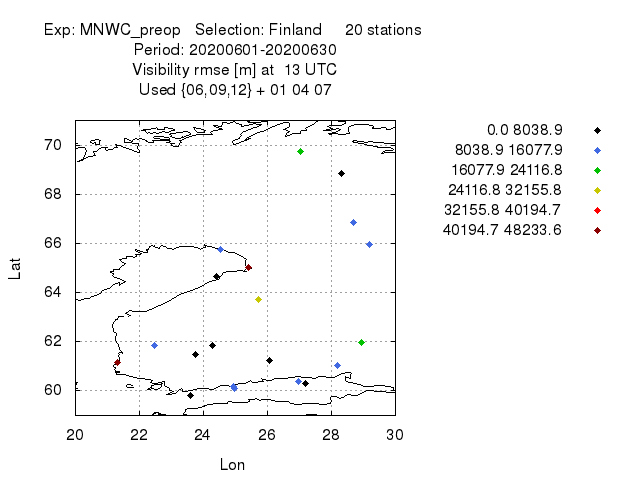 Exp: MNWC_preop Selection: Finland 20 stations
Period: 20200601-20200630
Visibility rmse [m] at 13 UTC
Used {06,09,12} + 01 04 07
0.0 8038.9
8038.9 16077.9
16077.9 24116.8
24116.8 32155.8
32155.8 40194.7
40194.7 48233.6
70
68
66
64
62
60
Lat
20 22 24 26 28 30
Lon